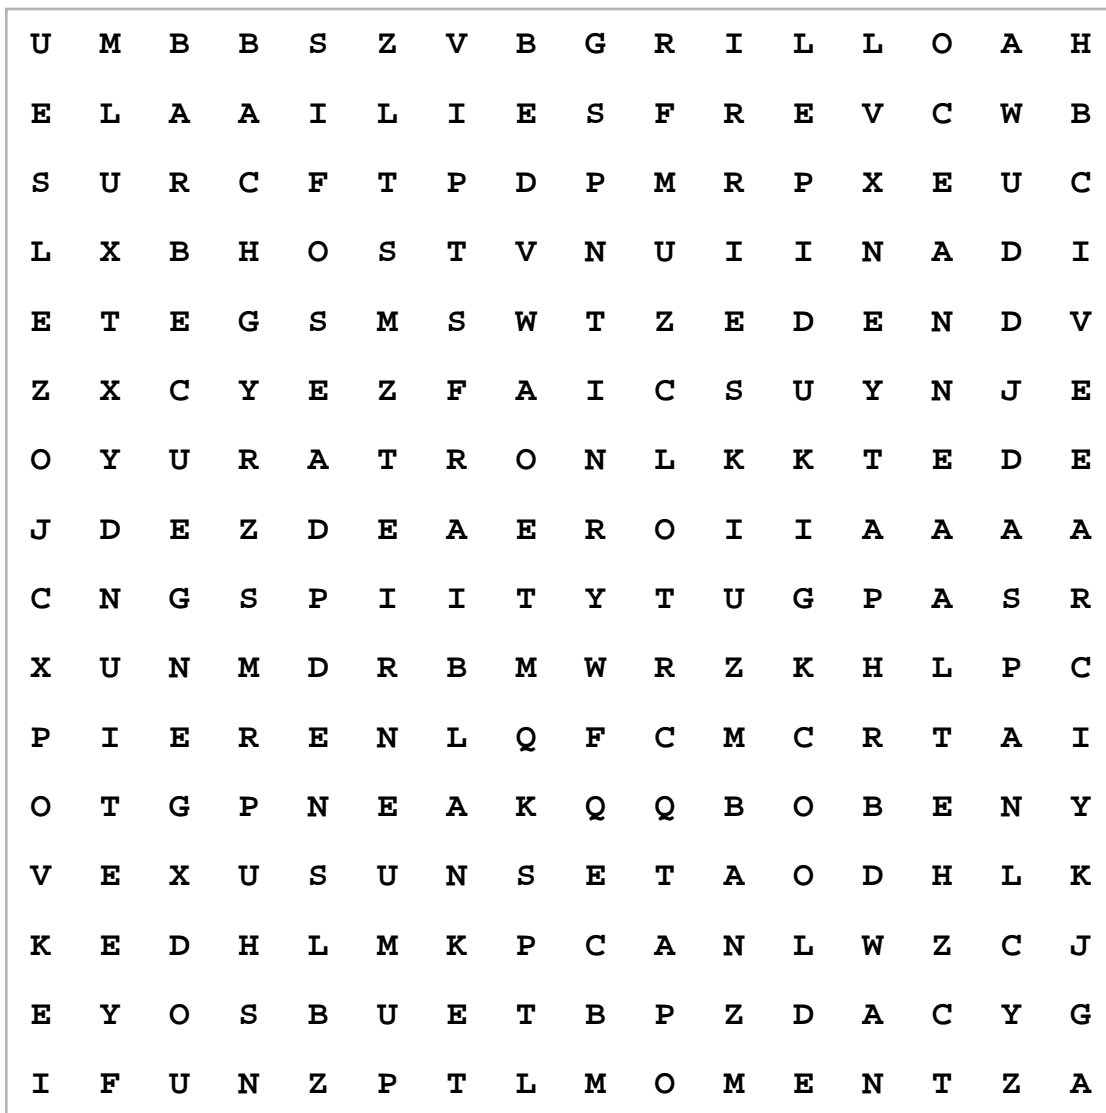 U M B B S Z V B G R I L L O A H
E L A A I L I E S F R E V C W B
S U R C F T P D P M R P X E U C
L X B H O S T V N U I I N A D I
E T E G S M S W T Z E D E N D V
Z X C Y E Z F A I C S U Y N J E
O Y U R A T R O N L K K T E D E
J D E Z D E A E R O I I A A A A
C N G S P I I T Y T U G P A S R
X U N M D R B M W R Z K H L P C
P I E R E N L Q F C M C R T A I
O T G P N E A K Q Q B O B E N Y
V E X U S U N S E T A O D H L K
K E D H L M K P C A N L W Z C J
E Y O S B U E T B P Z D A C Y G
I F U N Z P T L M O M E N T Z A